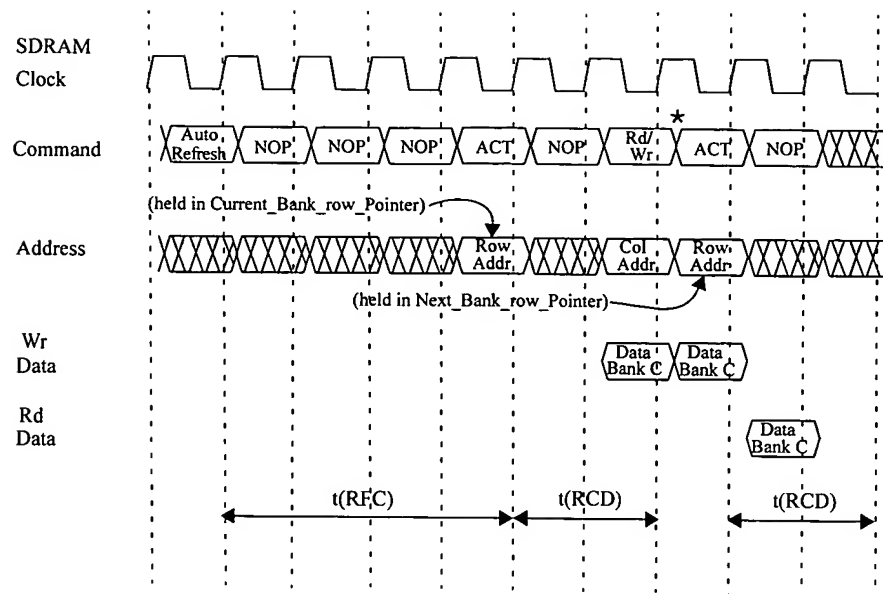 SDRAM
Clock
*
Command
Auto
Refresh
NOP
NOP
NOP
ACT
NOP
Rd/
Wr
ACT
NOP
(held in Current_Bank_row_Pointer)
Address
Row
Addr
Col
Addr
Row
Addr
(held in Next_Bank_row_Pointer)
Wr
Data
Data
Bank C
Data
Bank C
Rd
Data
Data
Bank C
t(RFC)
t(RCD)
t(RCD)